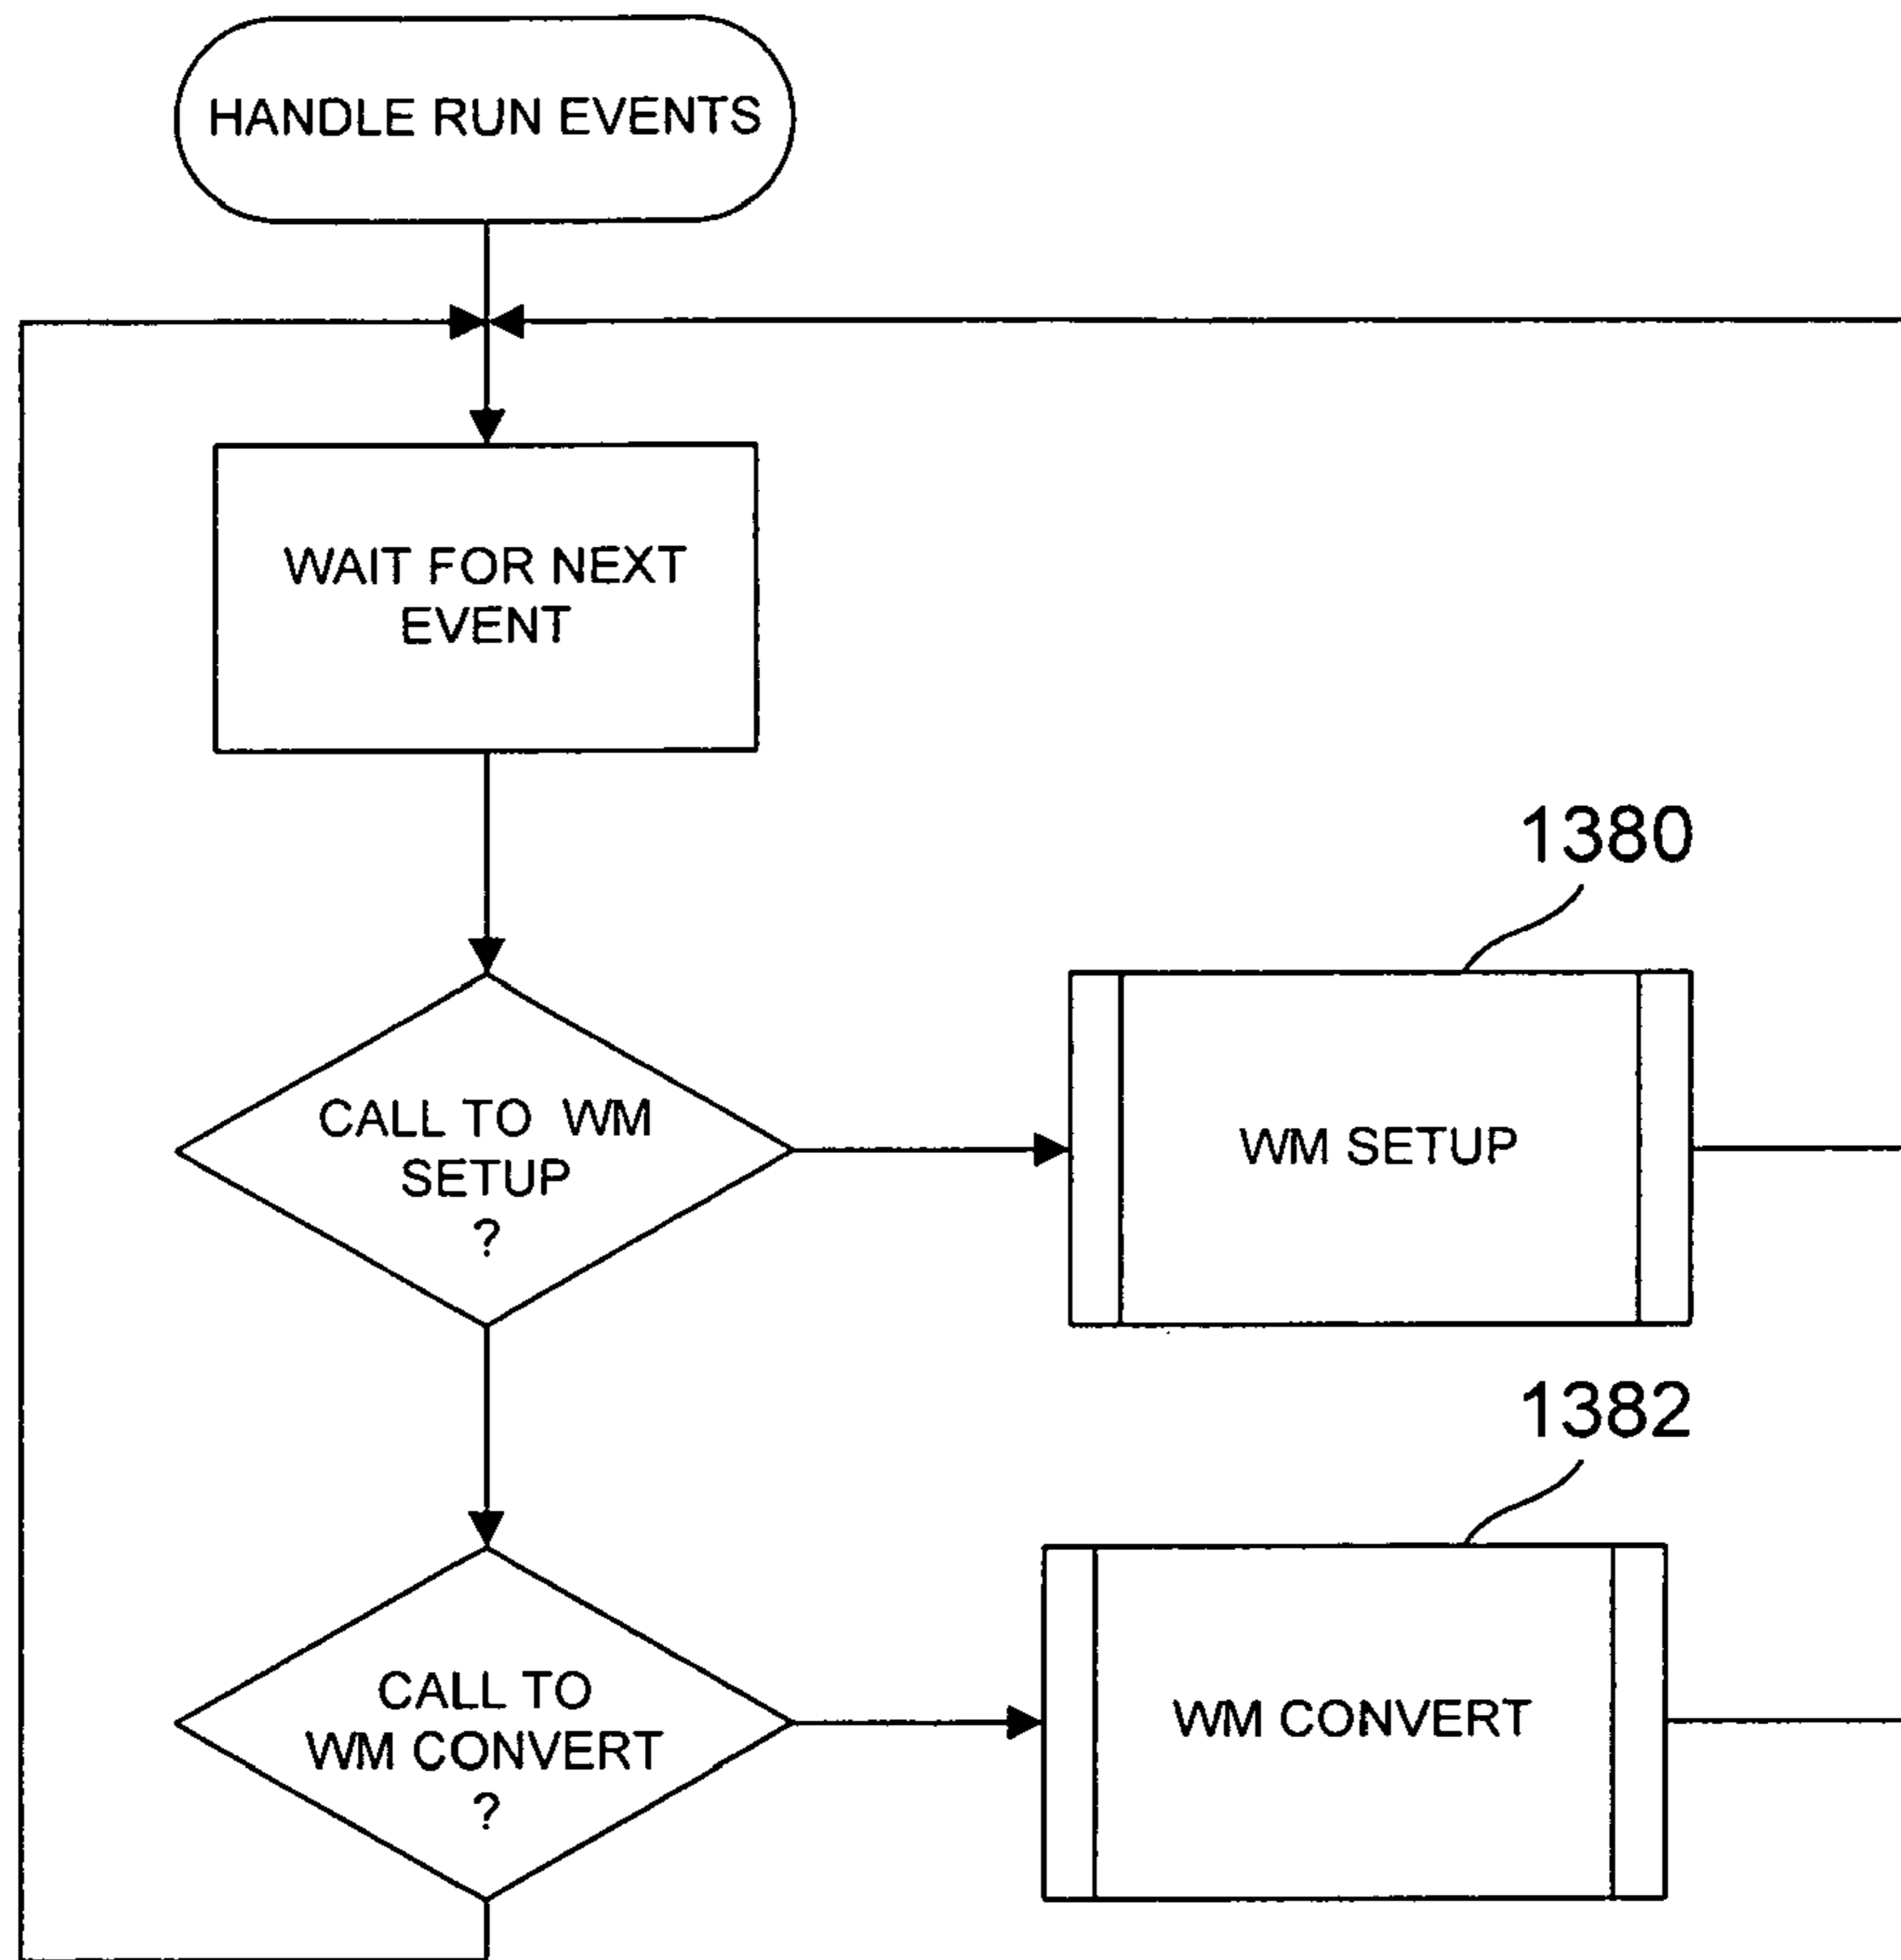 HANDLE RUN EVENTS
WAIT FOR NEXT
EVENT
1380
CALL TO WM
SETUP
?
WM SETUP
1382
CALL TO
WM CONVERT
?
WM CONVERT